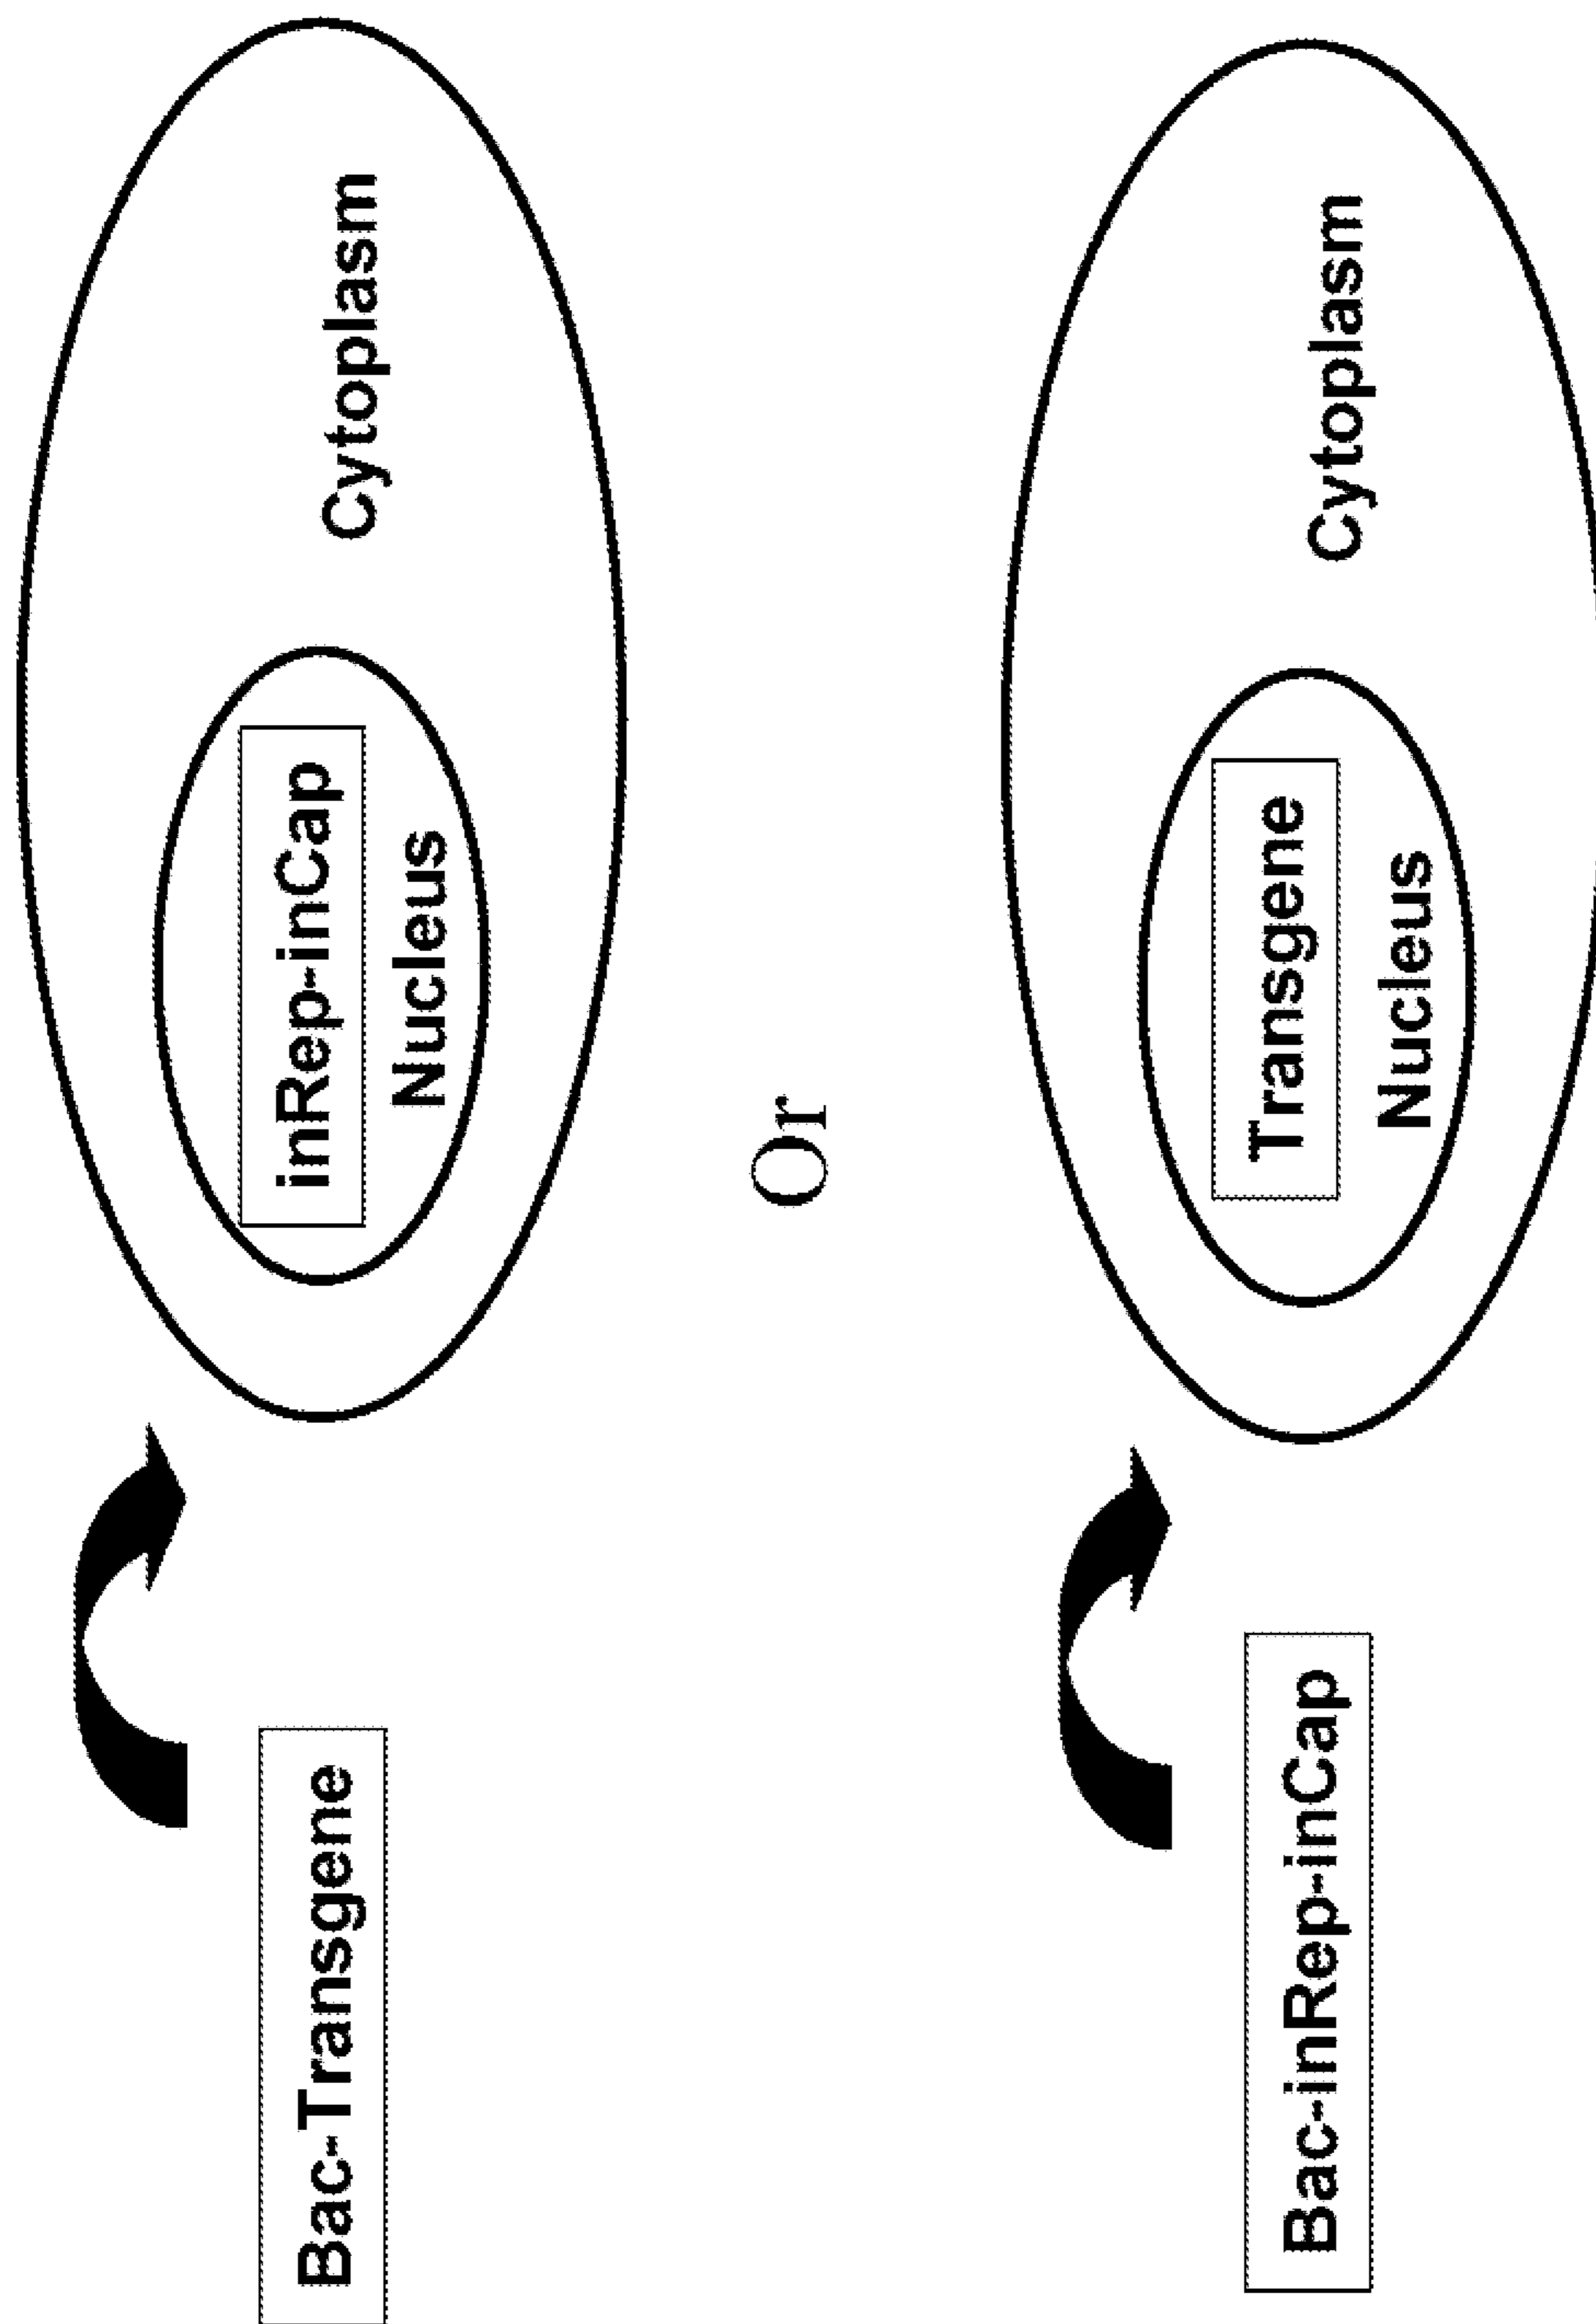 Bac-Transgene
inRep-inCap
Nucleus
Cytoplasm
Or
Bac-inRep-inCap
Transgene
Nucleus
Cytoplasm